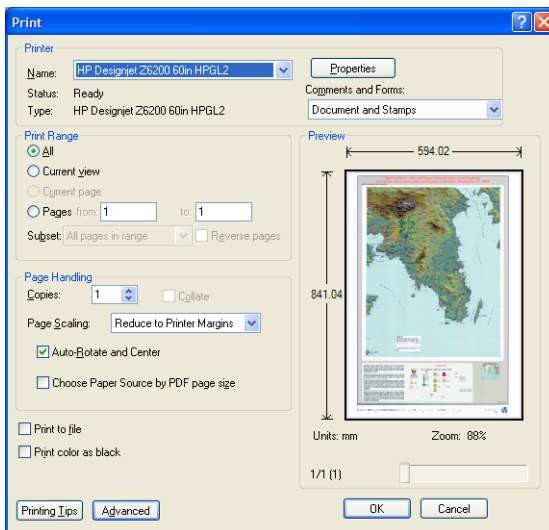 Print
Printer
Name: HP Designjet Z6200 60in HPGL2
Properties
Status: Ready
Comments and Forms:
Type: HP Designjet Z6200 60in HPGL2
Document and Stamps
Print Range
All
Current view
Current page
Pages from: 1 to: 1
Subset: All pages in range Reverse pages
Page Handling
Copies: 1 Collate
Page Scaling: Reduce to Printer Margins
Auto-Rotate and Center
Choose Paper Source by PDF page size
Print to file
Print color as black
Printing Tips Advanced
Preview
594.02
841.04
Units: mm Zoom: 88%
1/1 (1)
OK Cancel